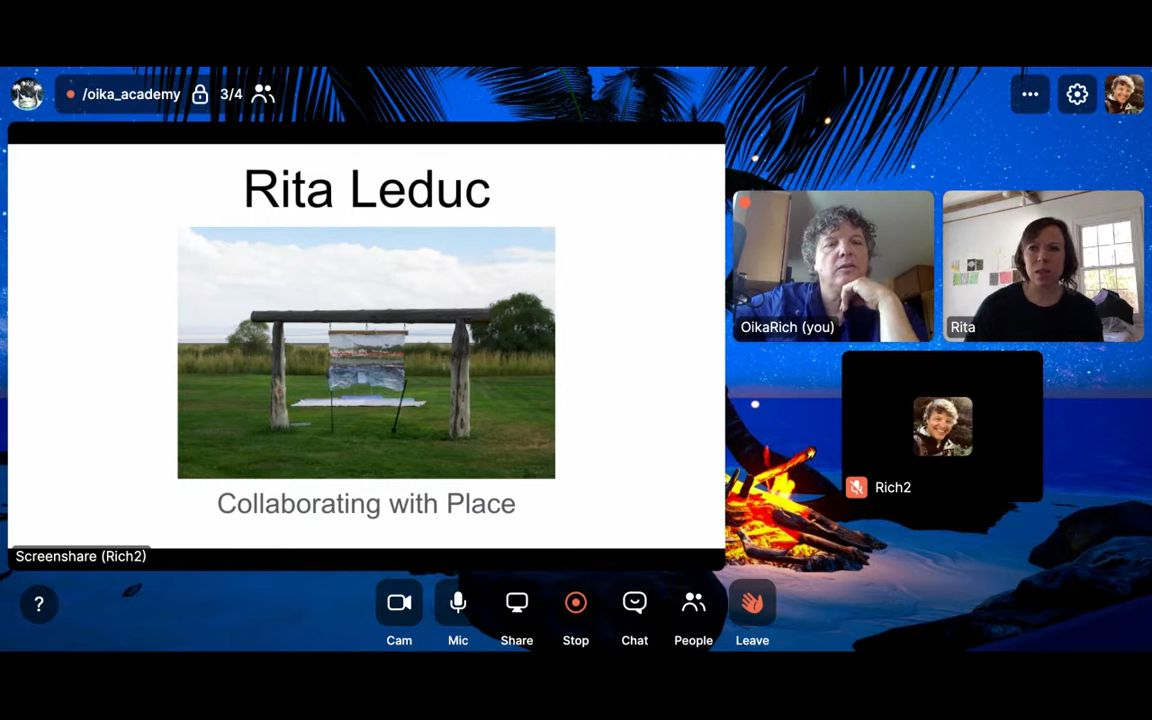 /oika_academy 3/4
Rita Leduc
Collaborating with Place
Screenshare (Rich2)
OikaRich (you)
Rita
Rich2
?
Cam Mic Share Stop Chat People Leave